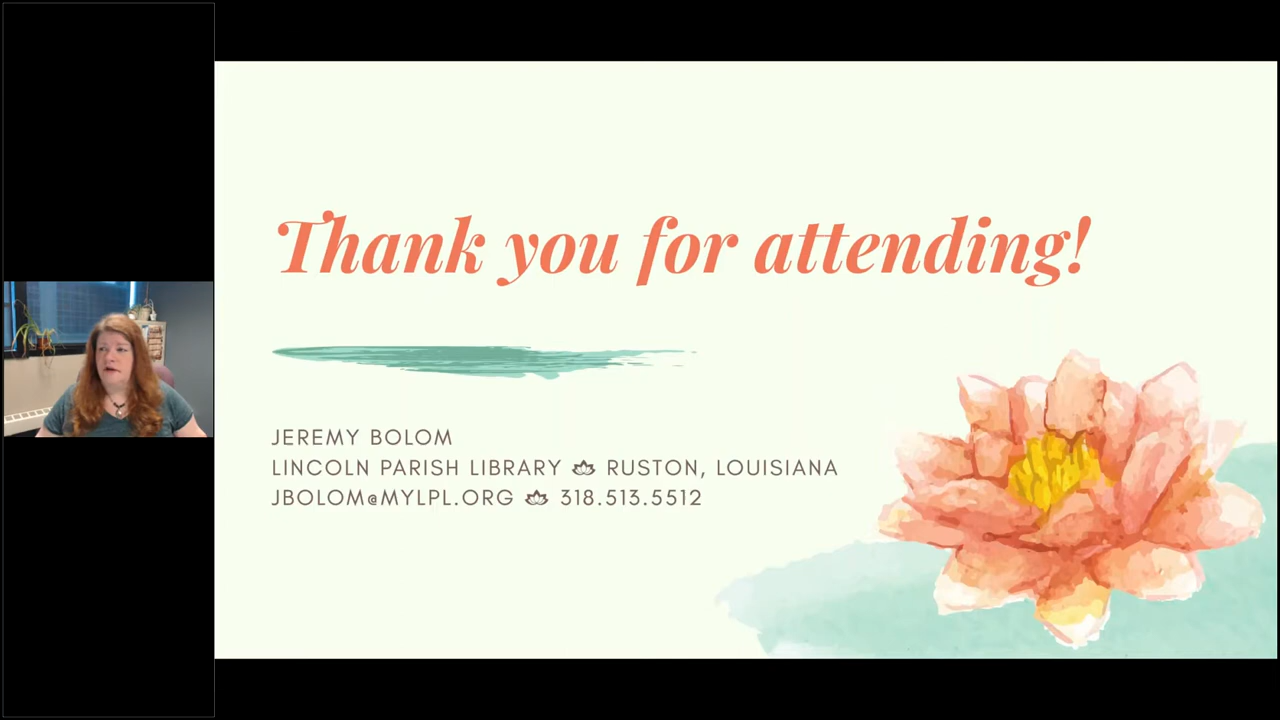 Thank you for attending!
JEREMY BOLOM
LINCOLN PARISH LIBRARY RUSTON, LOUISIANA
JBOLOM@MYLPL.ORG 318.513.5512